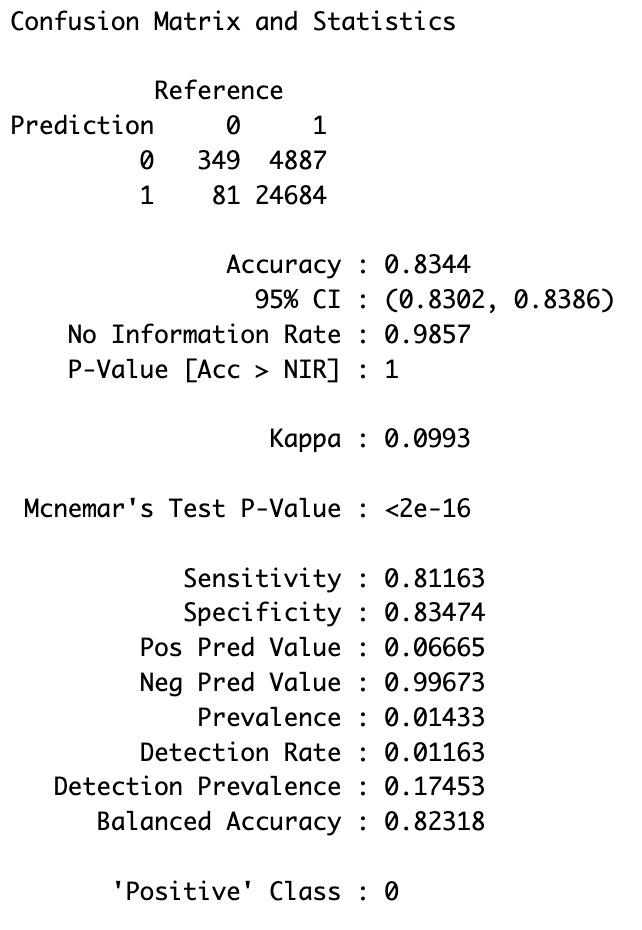 Confusion Matrix and Statistics
Reference
Prediction 0 1
0 349 4887
1 81 24684
Accuracy : 0.8344
95% CI : (0.8302, 0.8386)
No Information Rate : 0.9857
P-Value [Acc > NIR] : 1
Kappa : 0.0993
Mcnemar's Test P-Value : <2e-16
Sensitivity : 0.81163
Specificity : 0.83474
Pos Pred Value : 0.06665
Neg Pred Value : 0.99673
Prevalence : 0.01433
Detection Rate : 0.01163
Detection Prevalence : 0.17453
Balanced Accuracy : 0.82318
'Positive' Class : 0